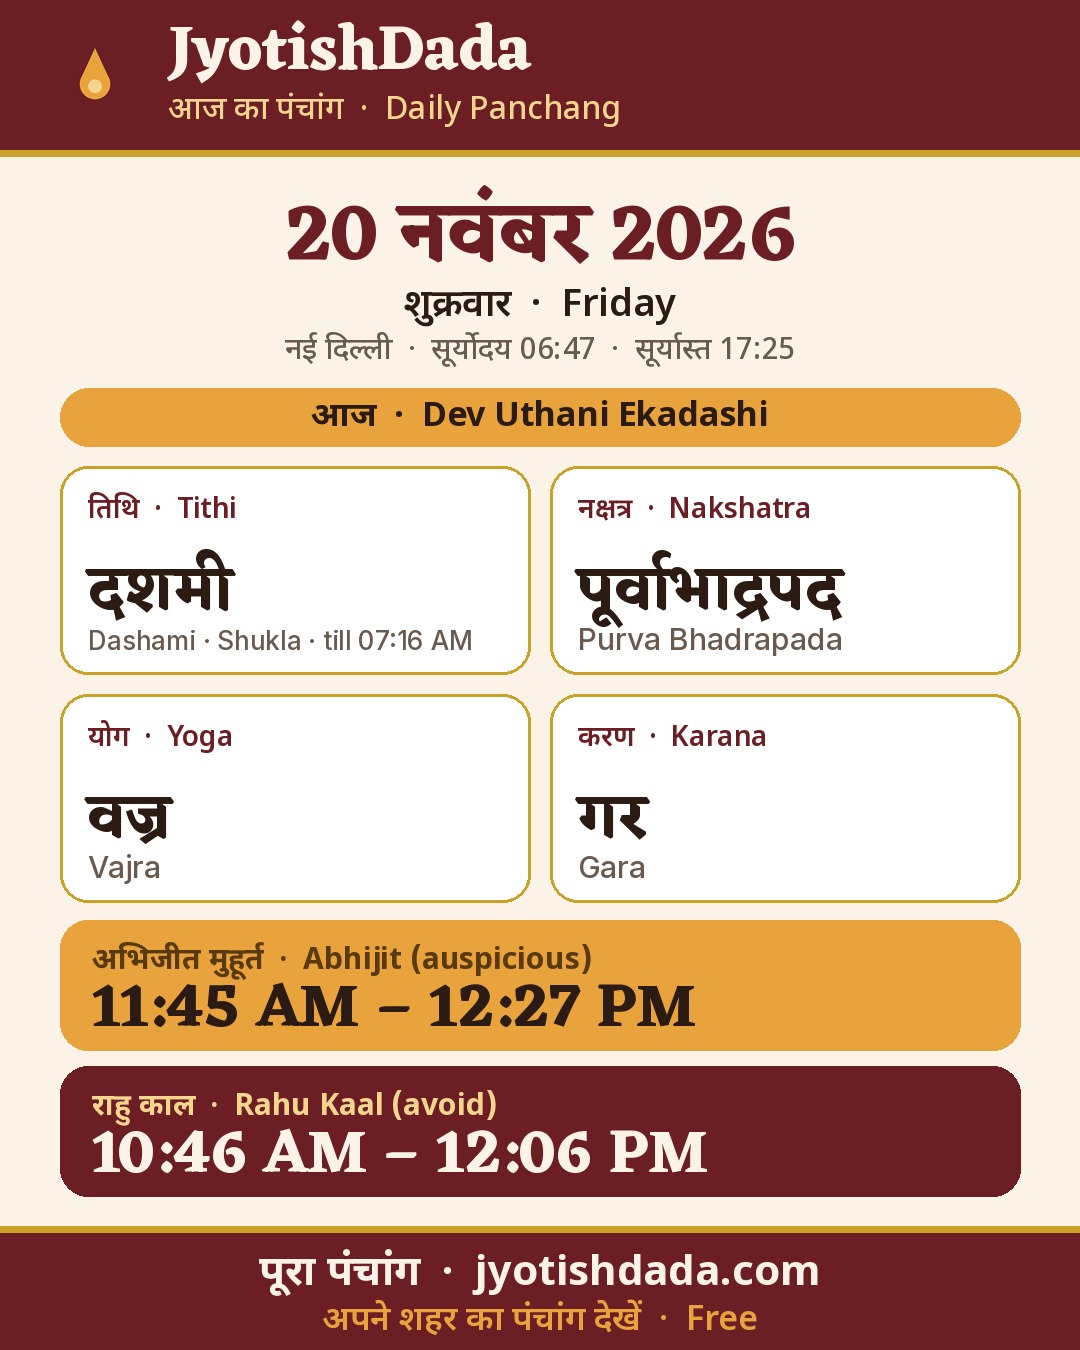 JyotishDada
आज का पंचांग · Daily Panchang
20 नवंबर 2026
शुक्रवार · Friday
नई दिल्ली · सूर्योदय 06:47 · सूर्यास्त 17:25
आज · Dev Uthani Ekadashi
तिथि · Tithi
दशमी
Dashami · Shukla · till 07:16 AM
नक्षत्र · Nakshatra
पूर्वाभाद्रपद
Purva Bhadrapada
योग · Yoga
वज्र
Vajra
करण · Karana
गर
Gara
अभिजीत मुहूर्त · Abhijit (auspicious)
11:45 AM – 12:27 PM
राहु काल · Rahu Kaal (avoid)
10:46 AM – 12:06 PM
पूरा पंचांग · jyotishdada.com
अपने शहर का पंचांग देखें · Free